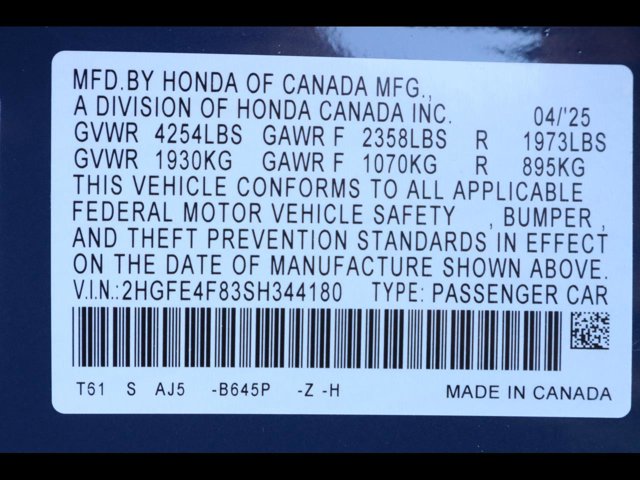 MFD.BY HONDA OF CANADA MFG.,
A DIVISION OF HONDA CANADA INC. 04/'25
GVWR 4254LBS GAWR F 2358LBS R 1973LBS
GVWR 1930KG GAWR F 1070KG R 895KG
THIS VEHICLE CONFORMS TO ALL APPLICABLE
FEDERAL MOTOR VEHICLE SAFETY , BUMPER ,
AND THEFT PREVENTION STANDARDS IN EFFECT
ON THE DATE OF MANUFACTURE SHOWN ABOVE.
V.I.N.:2HGFE4F83SH344180 TYPE: PASSENGER CAR
T61 S AJ5 -B645P -Z -H MADE IN CANADA